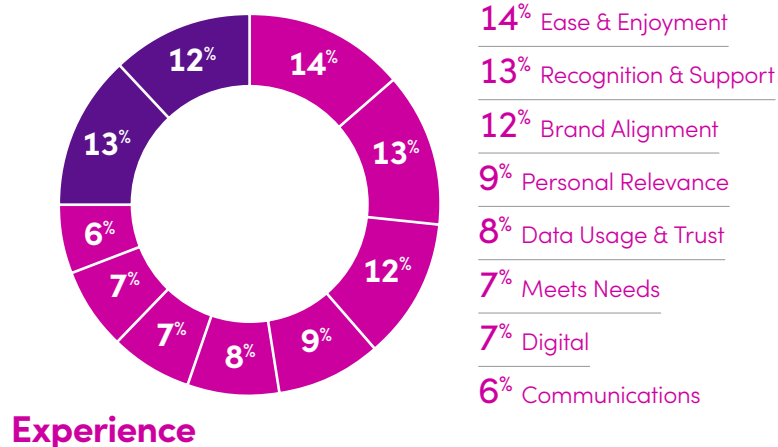 14% Ease & Enjoyment
13% Recognition & Support
12% Brand Alignment
9% Personal Relevance
8% Data Usage & Trust
7% Meets Needs
7% Digital
6% Communications
12%
14%
13%
13%
6%
12%
7%
7%
8%
9%
Experience